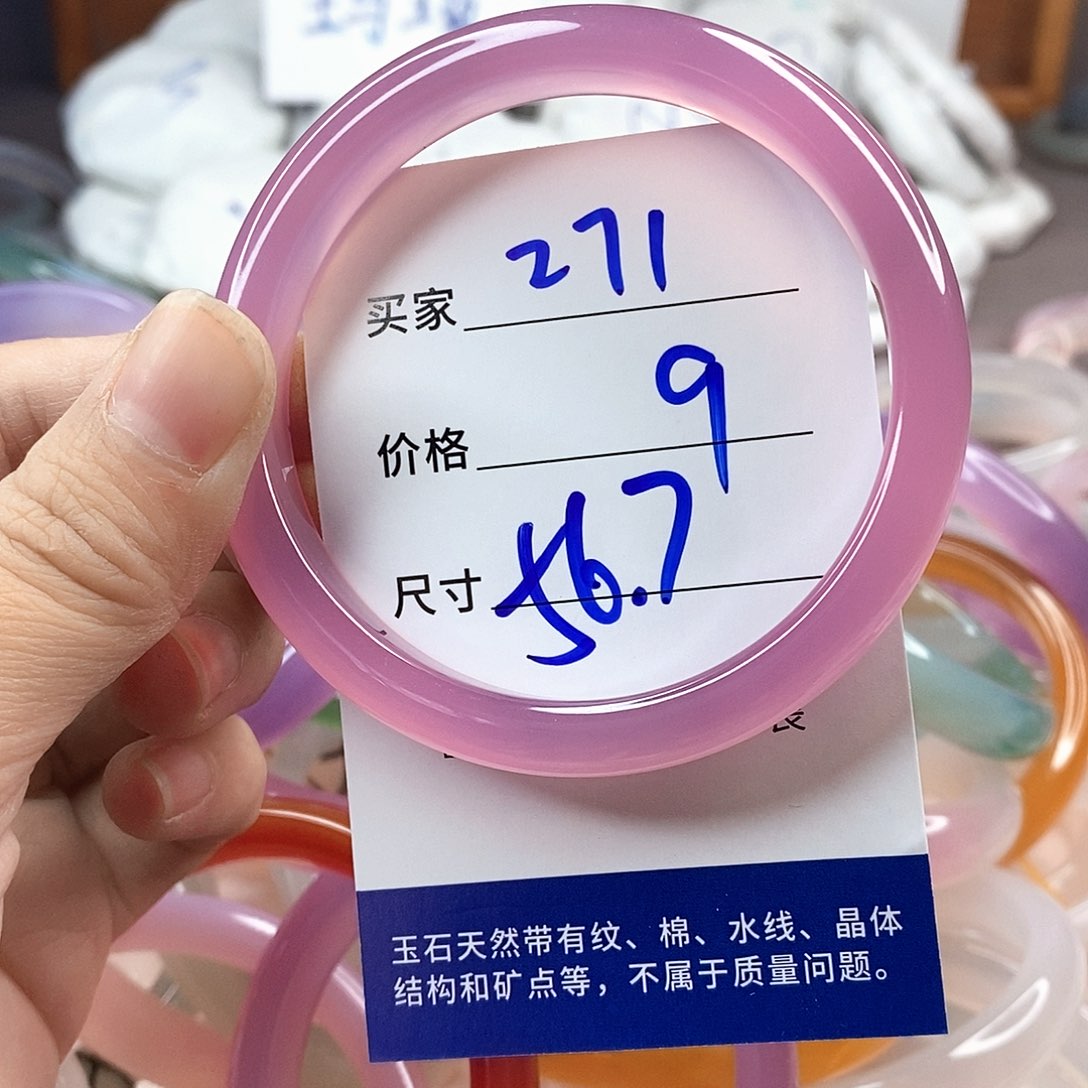 买家 271
价格 9
尺寸 56.7
玉石天然带有纹、棉、水线、晶体
结构和矿点等，不属于质量问题。